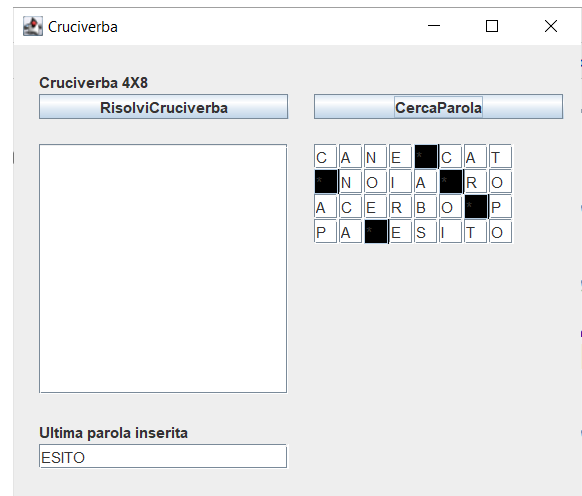 Cruciverba
Cruciverba 4X8
RisolviCruciverba
CercaParola
C A N E * C A T
* N O I A * R O
A C E R B O * P
P A * E S I T O
Ultima parola inserita
ESITO